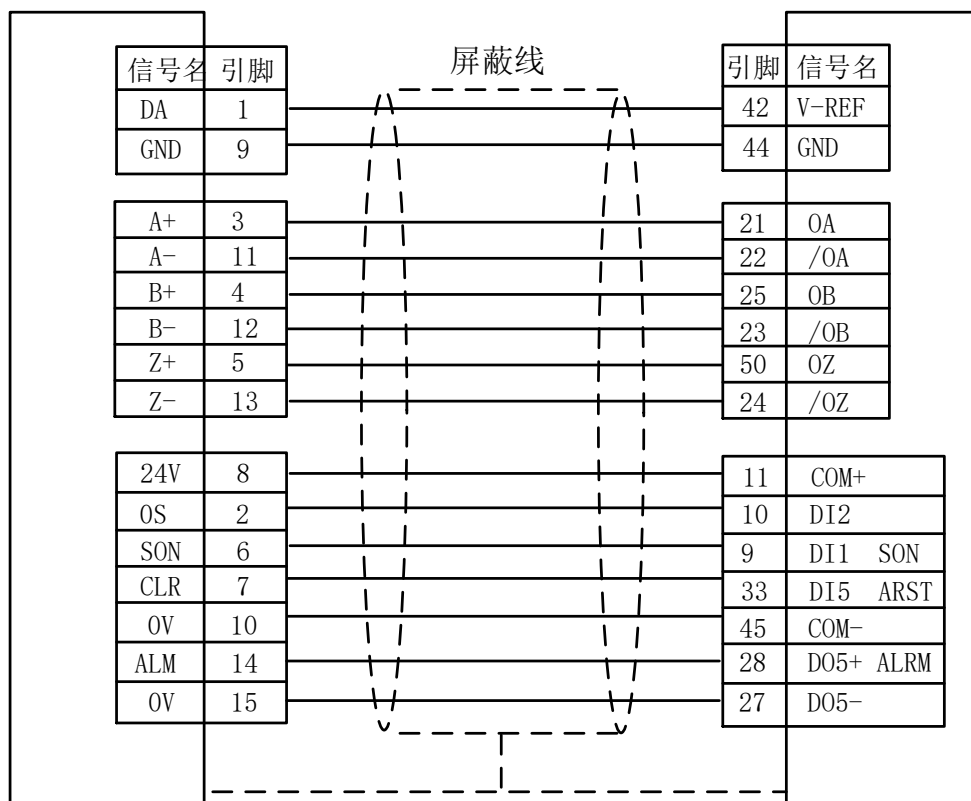 屏蔽线
信号名 引脚 引脚 信号名
DA 1 42 V-REF
GND 9 44 GND
A+ 3 21 OA
A- 11 22 /OA
B+ 4 25 OB
B- 12 23 /OB
Z+ 5 50 OZ
Z- 13 24 /OZ
24V 8 11 COM+
OS 2 10 DI2
SON 6 9 DI1 SON
CLR 7 33 DI5 ARST
0V 10 45 COM-
ALM 14 28 DO5+ ALRM
0V 15 27 DO5-